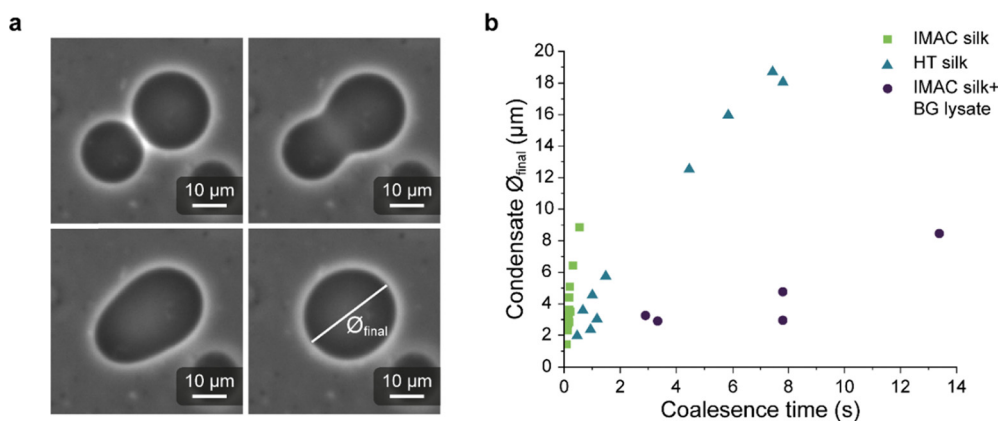 a
10 μm
10 μm
10 μm
Ø final
10 μm
b
IMAC silk
HT silk
IMAC silk+
BG lysate
Condensate Ø final (μm)
20
18
16
14
12
10
8
6
4
2
0
0 2 4 6 8 10 12 14
Coalesence time (s)